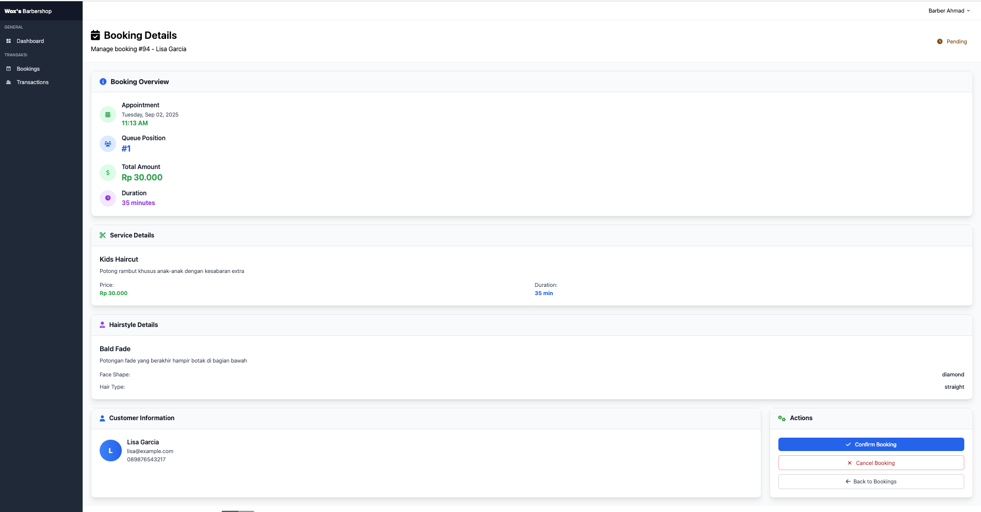 Wox's Barbershop
Barber Ahmad
GENERAL
Dashboard
TRANSAKSI
Bookings
Transactions
Booking Details
Manage booking #94 - Lisa Garcia
Pending
Booking Overview
Appointment
Tuesday, Sep 02, 2025
11:13 AM
Queue Position
#1
Total Amount
Rp 30.000
Duration
35 minutes
Service Details
Kids Haircut
Potong rambut khusus anak-anak dengan kesabaran extra
Price: Duration:
Rp 30.000 35 min
Hairstyle Details
Bald Fade
Potongan fade yang berakhir hampir botak di bagian bawah
Face Shape: diamond
Hair Type: straight
Customer Information
L
Lisa Garcia
lisa@example.com
089876543217
Actions
Confirm Booking
Cancel Booking
Back to Bookings